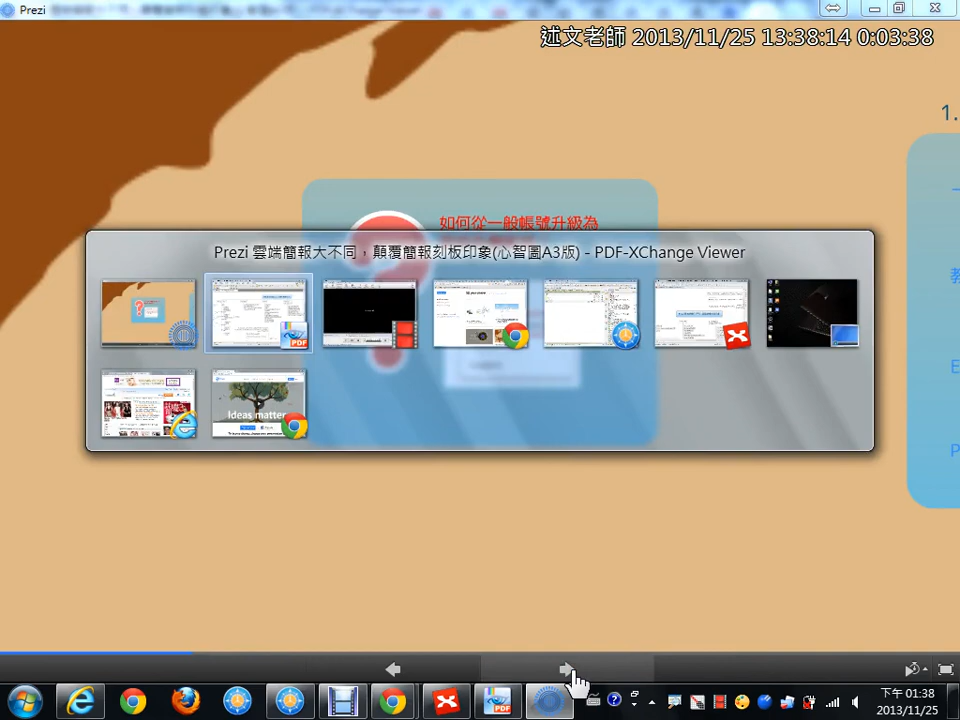 Prezi
述文老師 2013/11/25 13:38:14 0:03:38
1.
如何從一般帳號升級為
Prezi 雲端簡報大不同，顛覆簡報刻板印象(心智圖A3版) - PDF-XChange Viewer
PDF
Ideas matter
PDF
下午 01:38
2013/11/25